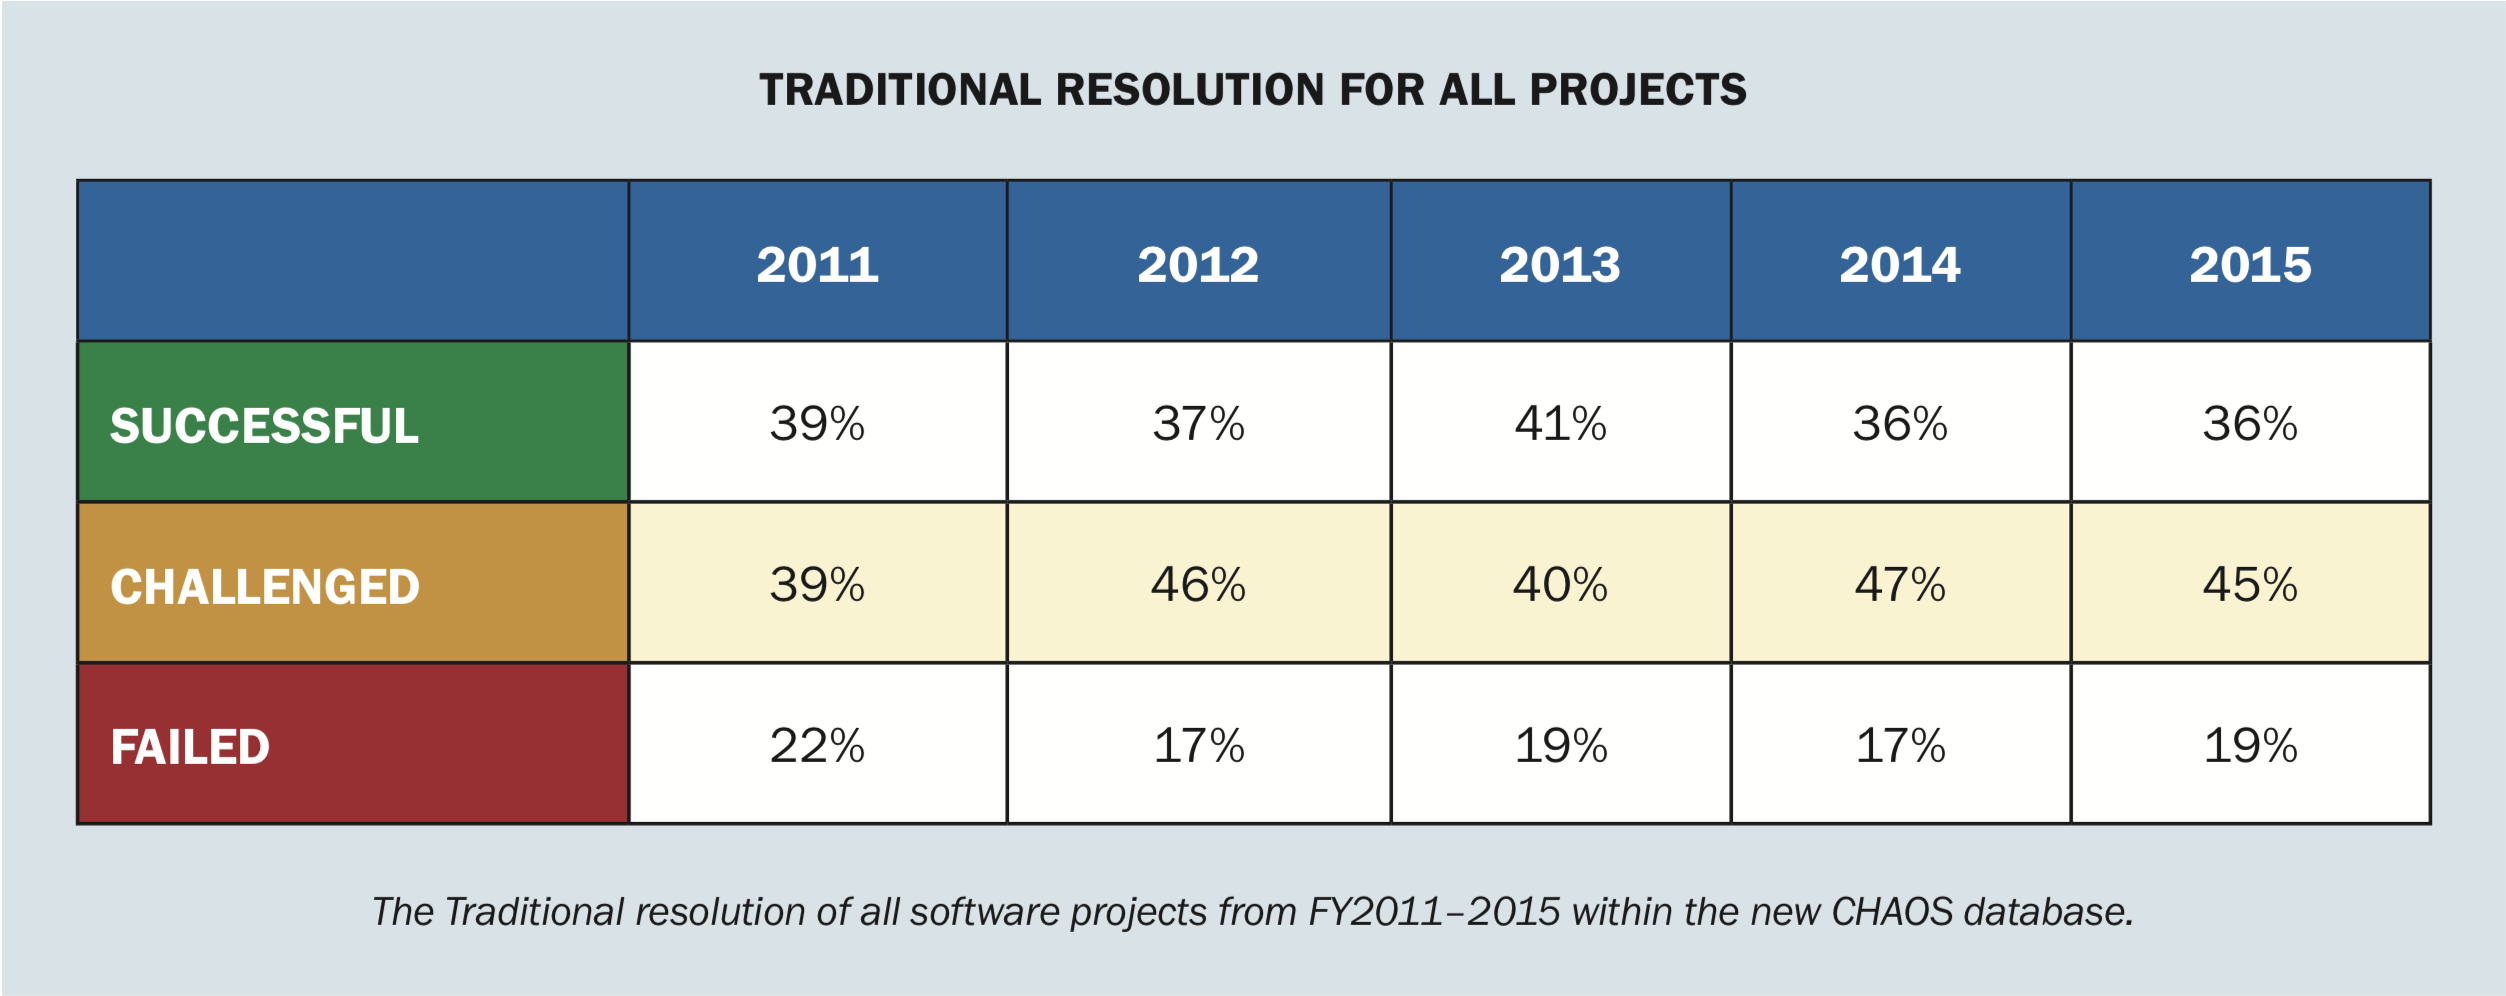 TRADITIONAL RESOLUTION FOR ALL PROJECTS
2011 2012 2013 2014 2015
SUCCESSFUL 39% 37% 41% 36% 36%
CHALLENGED 39% 46% 40% 47% 45%
FAILED 22% 17% 19% 17% 19%
The Traditional resolution of all software projects from FY2011–2015 within the new CHAOS database.